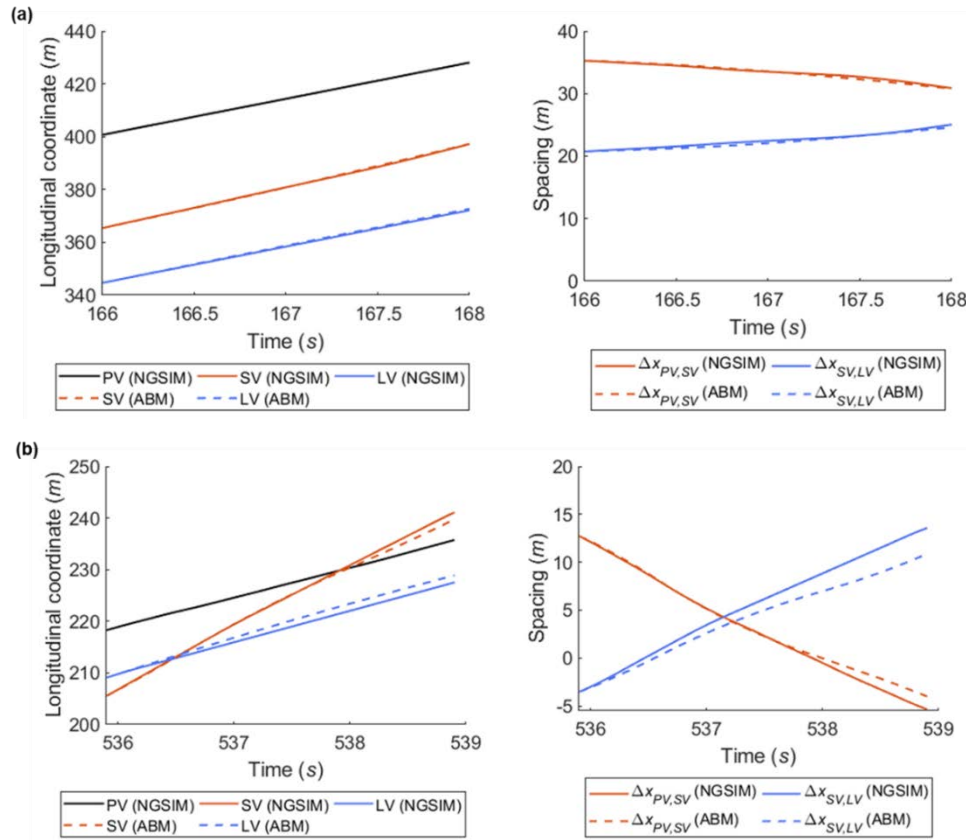 (a)
Longitudinal coordinate (m)
440
420
400
380
360
340
166
166.5
167
167.5
168
Time (s)
PV (NGSIM)
SV (NGSIM)
LV (NGSIM)
SV (ABM)
LV (ABM)
Spacing (m)
40
30
20
10
0
166
166.5
167
167.5
168
Time (s)
Δx_PV,SV (NGSIM)
Δx_SV,LV (NGSIM)
Δx_PV,SV (ABM)
Δx_SV,LV (ABM)
(b)
Longitudinal coordinate (m)
250
240
230
220
210
200
536
537
538
539
Time (s)
PV (NGSIM)
SV (NGSIM)
LV (NGSIM)
SV (ABM)
LV (ABM)
Spacing (m)
20
15
10
5
0
-5
536
537
538
539
Time (s)
Δx_PV,SV (NGSIM)
Δx_SV,LV (NGSIM)
Δx_PV,SV (ABM)
Δx_SV,LV (ABM)